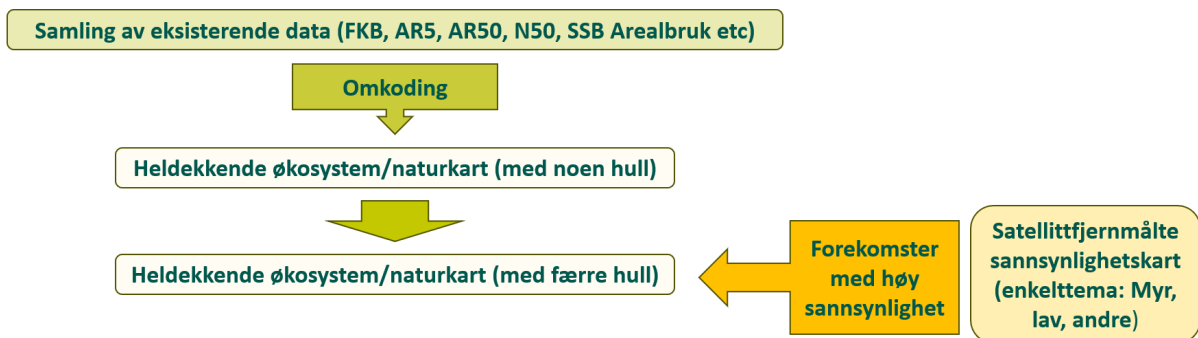 Samling av eksisterende data (FKB, AR5, AR50, N50, SSB Arealbruk etc)
Omkoding
Heldekkende økosystem/naturkart (med noen hull)
Heldekkende økosystem/naturkart (med færre hull)
Forekomster
med høy
sannsynlighet
Satellittfjernmålte
sannsynlighetskart
(enkelttema: Myr,
lav, andre)